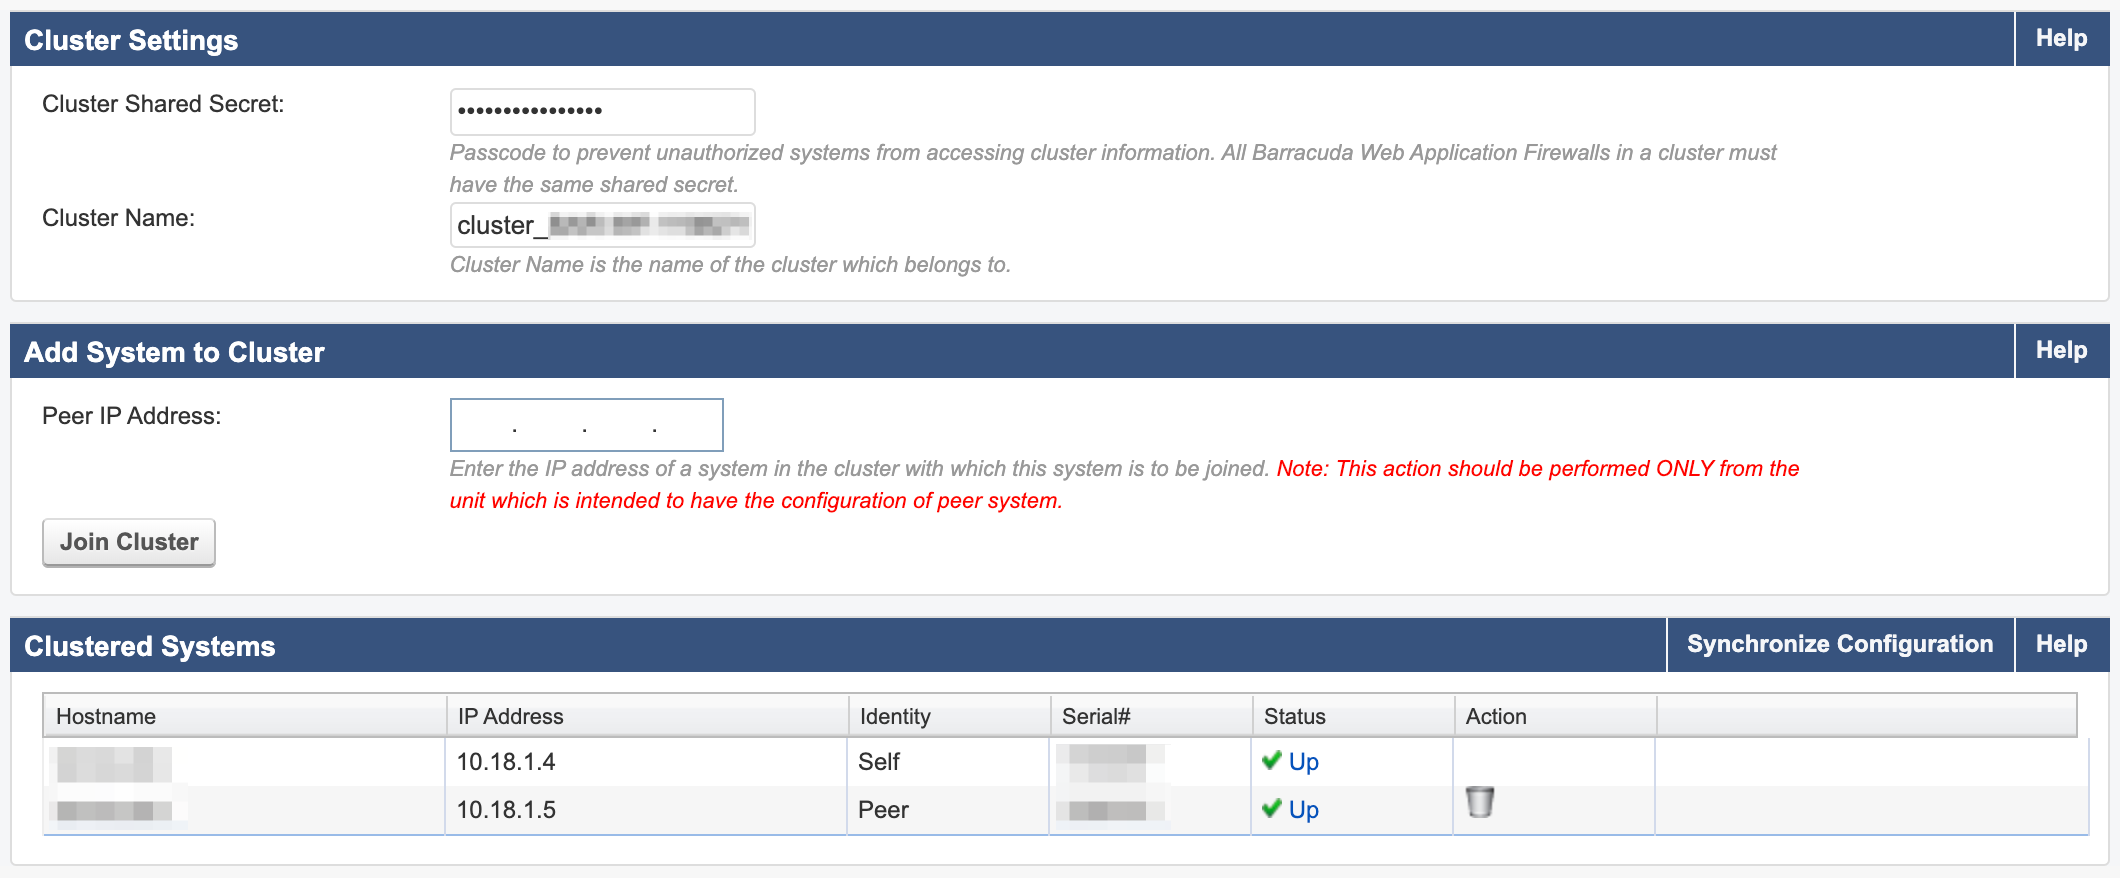 Cluster Settings Help
Cluster Shared Secret: ••••••••••••••••
Passcode to prevent unauthorized systems from accessing cluster information. All Barracuda Web Application Firewalls in a cluster must
have the same shared secret.
Cluster Name: cluster_
Cluster Name is the name of the cluster which belongs to.
Add System to Cluster Help
Peer IP Address: . . .
Enter the IP address of a system in the cluster with which this system is to be joined. Note: This action should be performed ONLY from the
unit which is intended to have the configuration of peer system.
Join Cluster
Clustered Systems Synchronize Configuration Help
Hostname IP Address Identity Serial# Status Action
10.18.1.4 Self Up
10.18.1.5 Peer Up